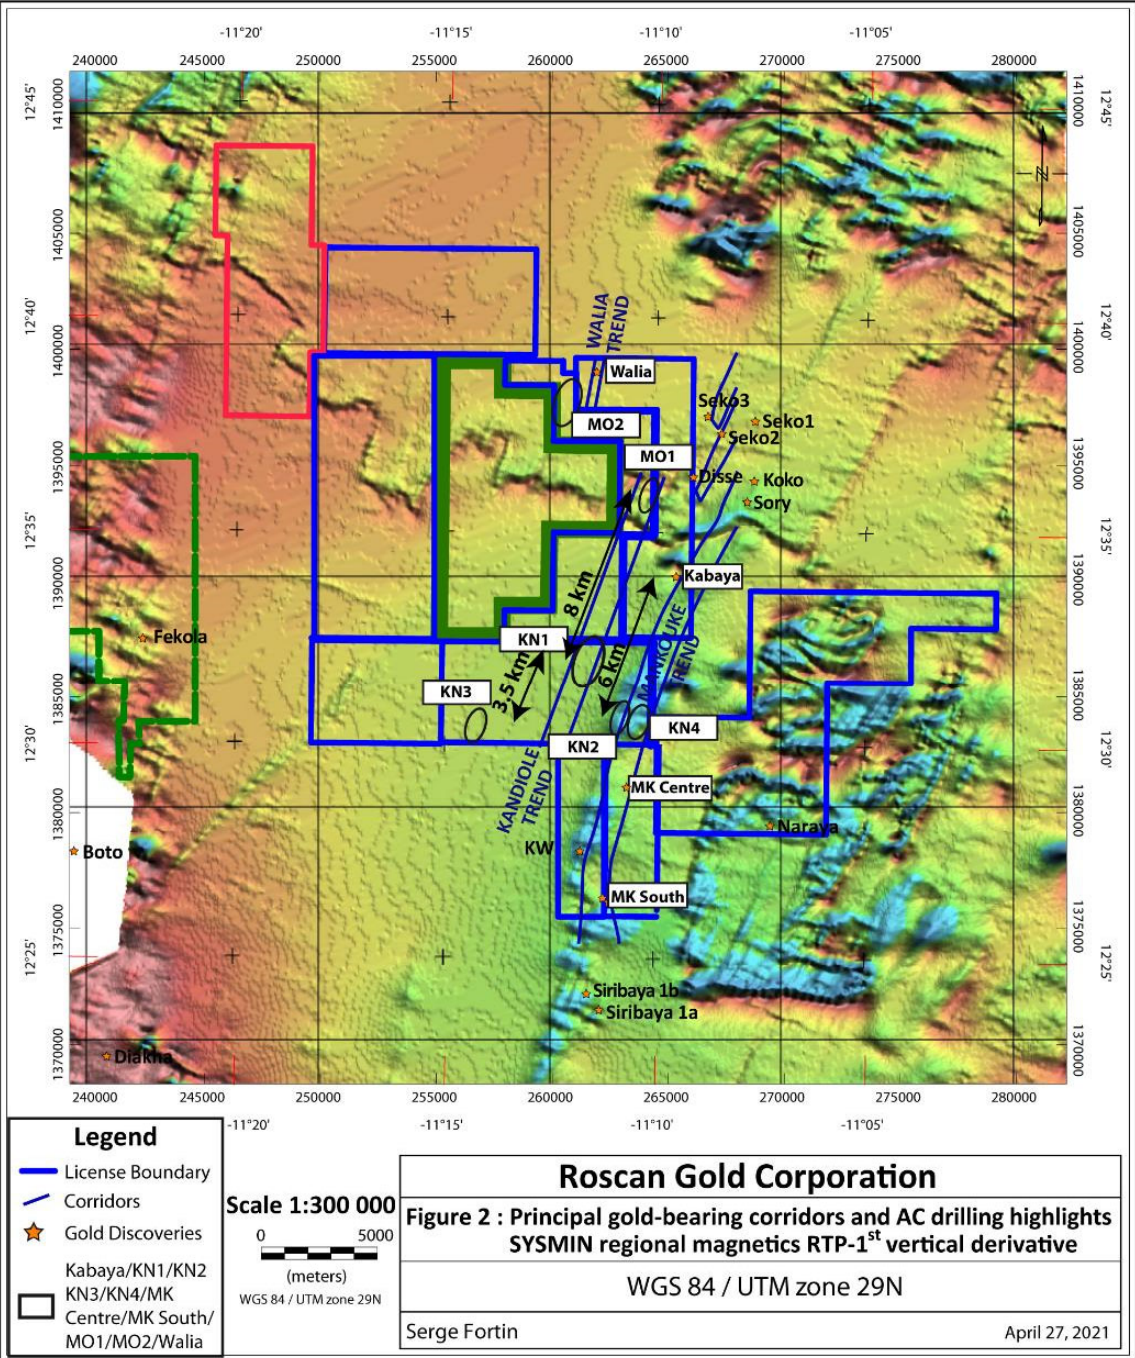 -11°20' -11°15' -11°10' -11°05'
240000 245000 250000 255000 260000 265000 270000 275000 280000
12°45' 1410000 1410000 12°45'
N
1405000 1405000
12°40' 1400000 1400000 12°40'
WALIA
TREND
Walia
Seko3
MO2
Seko1
Seko2
MO1
1395000 1395000
Disse
Koko
Sory
12°35' 12°35'
1390000 1390000
8 km
Kabaya
Fekola
KN1
6 km
MANKOUKE
TREND
3,5 km
KN3
1385000 1385000
KN4
12°30' 12°30'
KN2
KANDIOLE
TREND
MK Centre
1380000 1380000
Naraya
KW
Boto
MK South
1375000 1375000
12°25' 12°25'
Siribaya 1b
Siribaya 1a
1370000 1370000
Diakha
240000 245000 250000 255000 260000 265000 270000 275000 280000
-11°20' -11°15' -11°10' -11°05'
Legend
License Boundary
Corridors
Gold Discoveries
Kabaya/KN1/KN2
KN3/KN4/MK
Centre/MK South/
MO1/MO2/Walia
Scale 1:300 000
0 5000
(meters)
WGS 84 / UTM zone 29N
Roscan Gold Corporation
Figure 2 : Principal gold-bearing corridors and AC drilling highlights
SYSMIN regional magnetics RTP-1st vertical derivative
WGS 84 / UTM zone 29N
Serge Fortin April 27, 2021